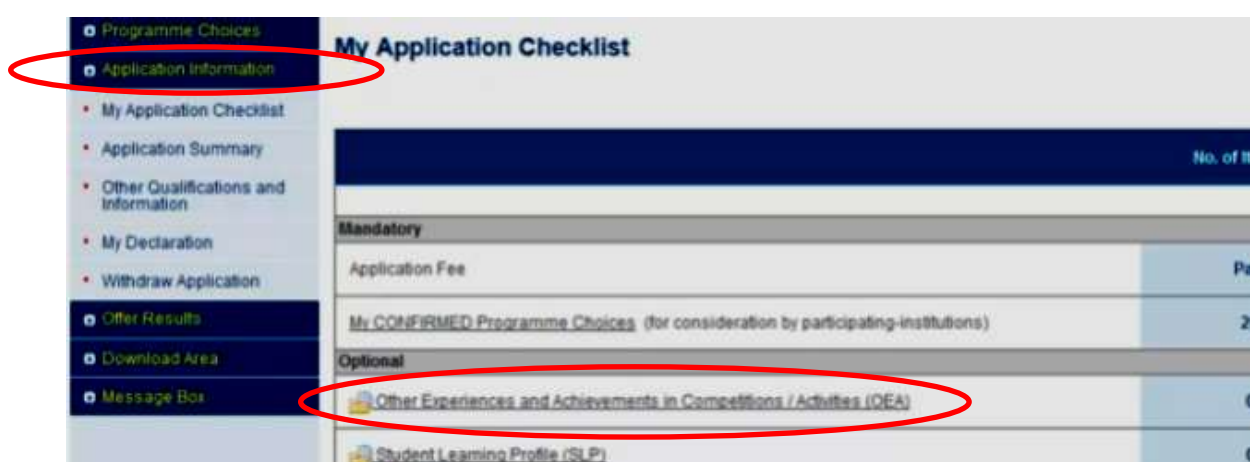 Programme Choices
Application Information
My Application Checklist
Application Summary
Other Qualifications and
Information
My Declaration
Withdraw Application
Offer Results
Download Area
Message Box
My Application Checklist
No. of
Mandatory
Application Fee
My CONFIRMED Programme Choices (for consideration by participating-institutions)
Optional
Other Experiences and Achievements in Competitions / Activities (OEA)
Student Learning Profile (SLP)